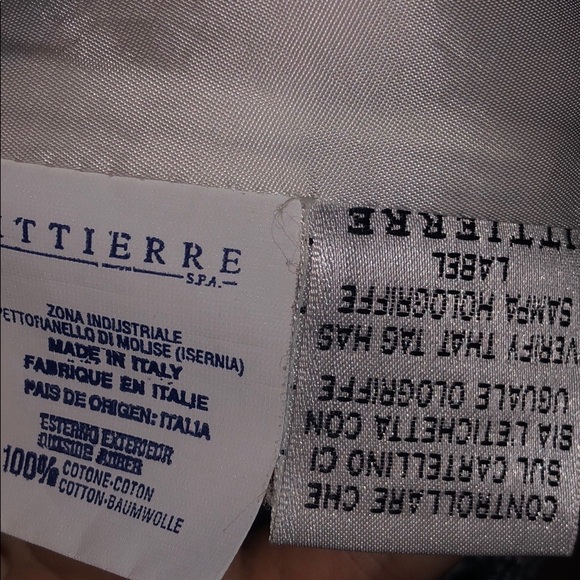 ITTIERRE
S.P.A.
ZONA INDUSTRIALE
PETTORANELLO DI MOLISE (ISERNIA)
MADE IN ITALY
FABRIQUE EN ITALIE
PAIS DE ORIGEN: ITALIA
ESTERNO EXTERIEUR
OUTSIDE
100% COTONE-COTON
COTTON-BAUMWOLLE
CONTROLLARE CHE
SUL CARTELLINO CI
SIA L'ETICHETTA CON
UGUALE OLOGRIFFE
VERIFY THAT TAG HAS
SAMPA HOLOGRIFFE
LABEL
ITTIERRE